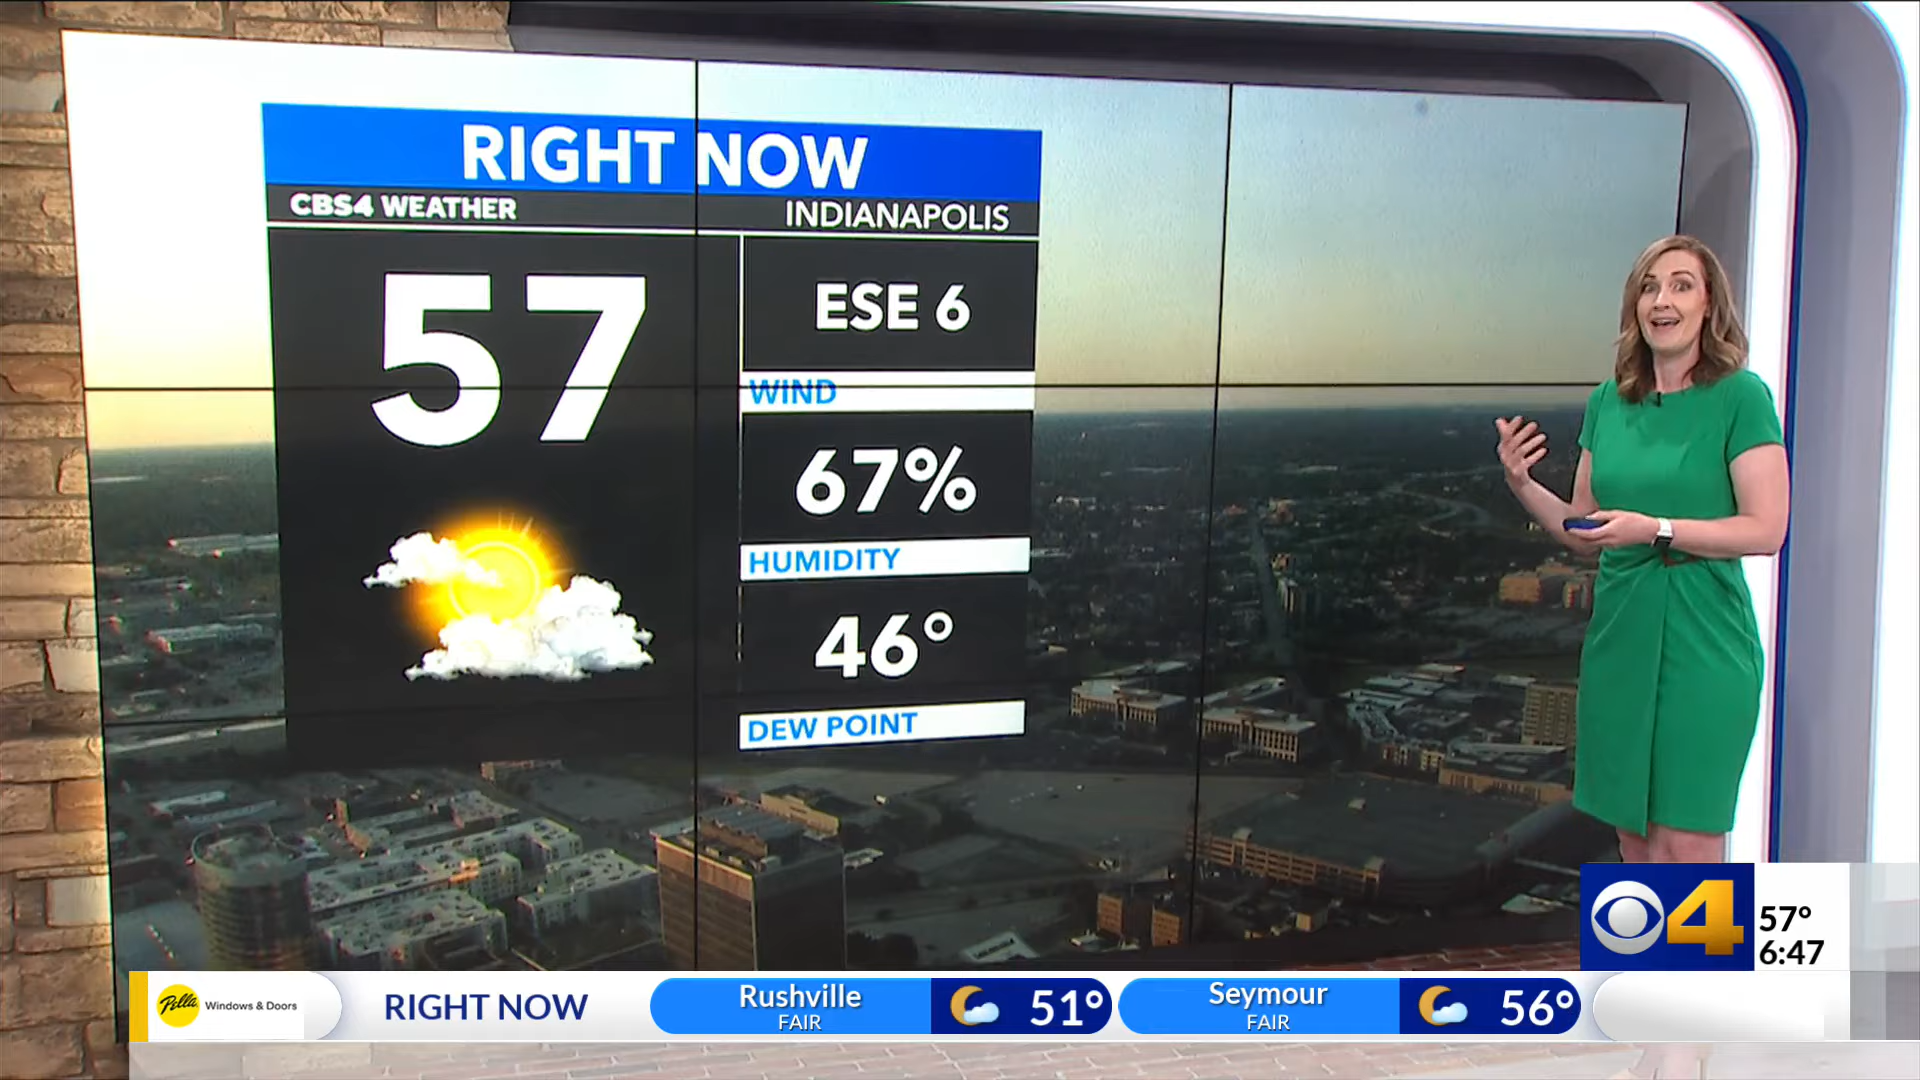 RIGHT NOW
CBS4 WEATHER
INDIANAPOLIS
57
ESE 6
WIND
67%
HUMIDITY
46°
DEW POINT
4
57°
6:47
Pella
Windows & Doors
RIGHT NOW
Rushville
FAIR
51°
Seymour
FAIR
56°